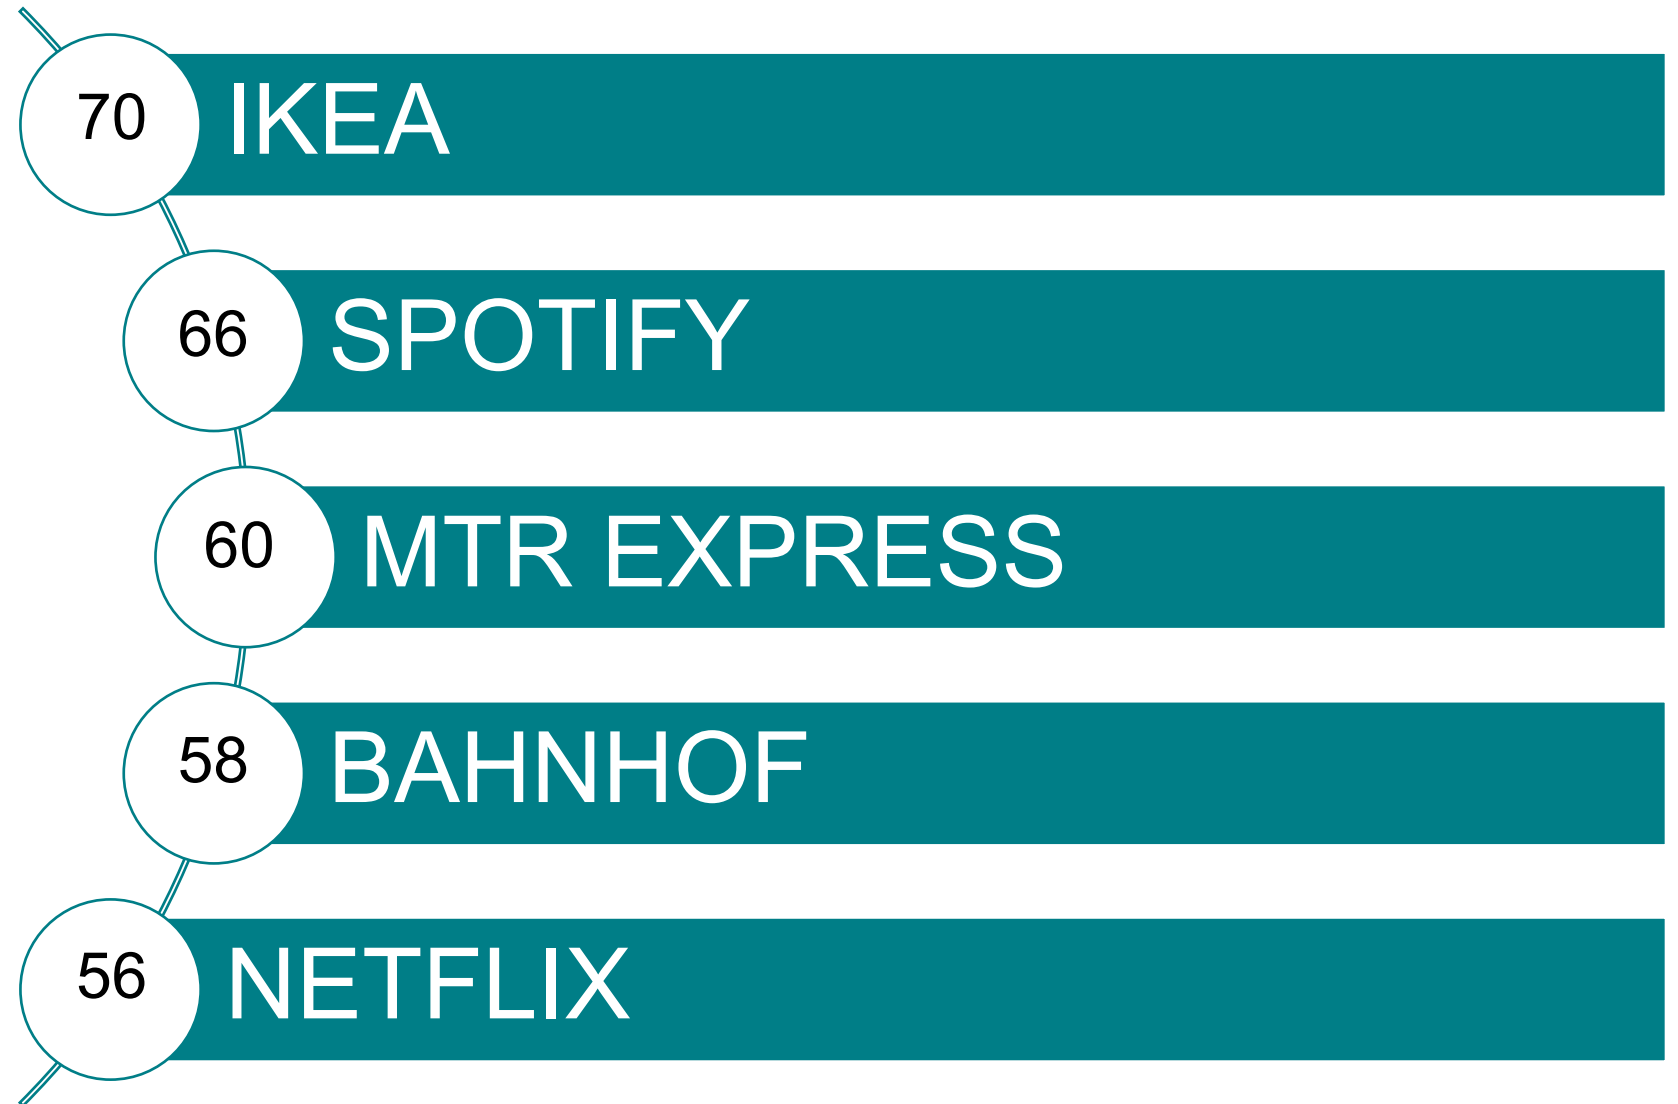 70 IKEA
66 SPOTIFY
60 MTR EXPRESS
58 BAHNHOF
56 NETFLIX